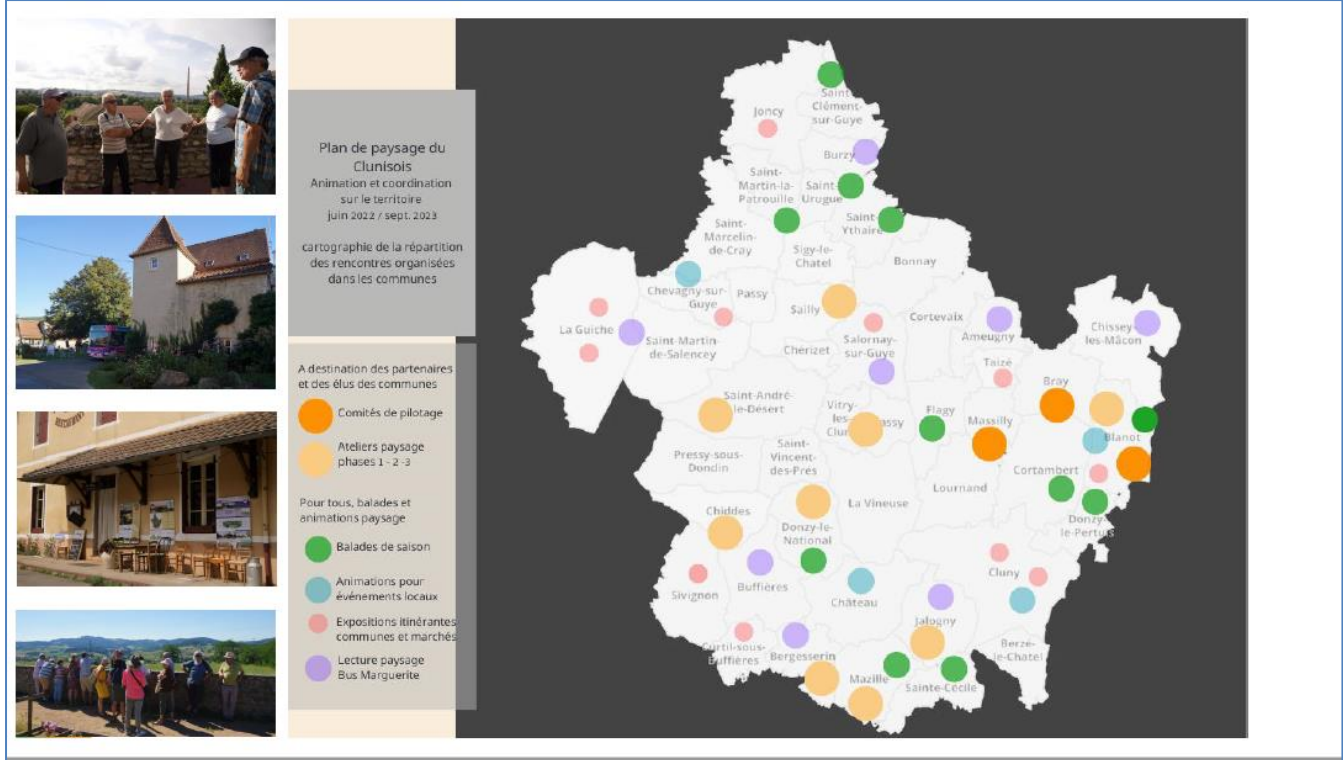 Plan de paysage du
Clunisois
Animation et coordination
sur le territoire
juin 2022 / sept. 2023
cartographie de la répartition
des rencontres organisées
dans les communes
A destination des partenaires
et des élus des communes
Comités de pilotage
Ateliers paysage
phases 1 - 2 -3
Pour tous, balades et
animations paysage
Balades de saison
Animations pour
événements locaux
Expositions itinérantes
communes et marchés
Lecture paysage
Bus Marguerite
Saint-
Clément-
sur-Guye
Joncy
Burzy
Saint-
Martin-la-
Patrouille
Saint-
Urugue
Saint-
Ythaire
Saint-
Marcelin-
de-Cray
Sigy-le-
Chatel
Bonnay
Chevagny-sur-
Guye
Passy
Sailly
Cortevaix
Ameugny
Chissey
les-Mâcon
La Guiche
Saint-Martin
de-Salencey
Chérizet
Salornay-
sur-Guye
Taizé
Bray
Saint-André-
le-Désert
Vitry-
les-
Clu
assy
Flagy
Massilly
Blanot
Pressy-sous-
Dondin
Saint-
Vincent-
des-Prés
Cortambert
Lournand
La Vineuse
Chiddes
Donzy-le-
National
Donzy-
le-Pertuis
Cluny
Sivignon
Buffières
Château
Jalogny
Curtil-sous-
Buffières
Bergesserin
Berzé-
le-Chatel
Mazille
Sainte-Cécile